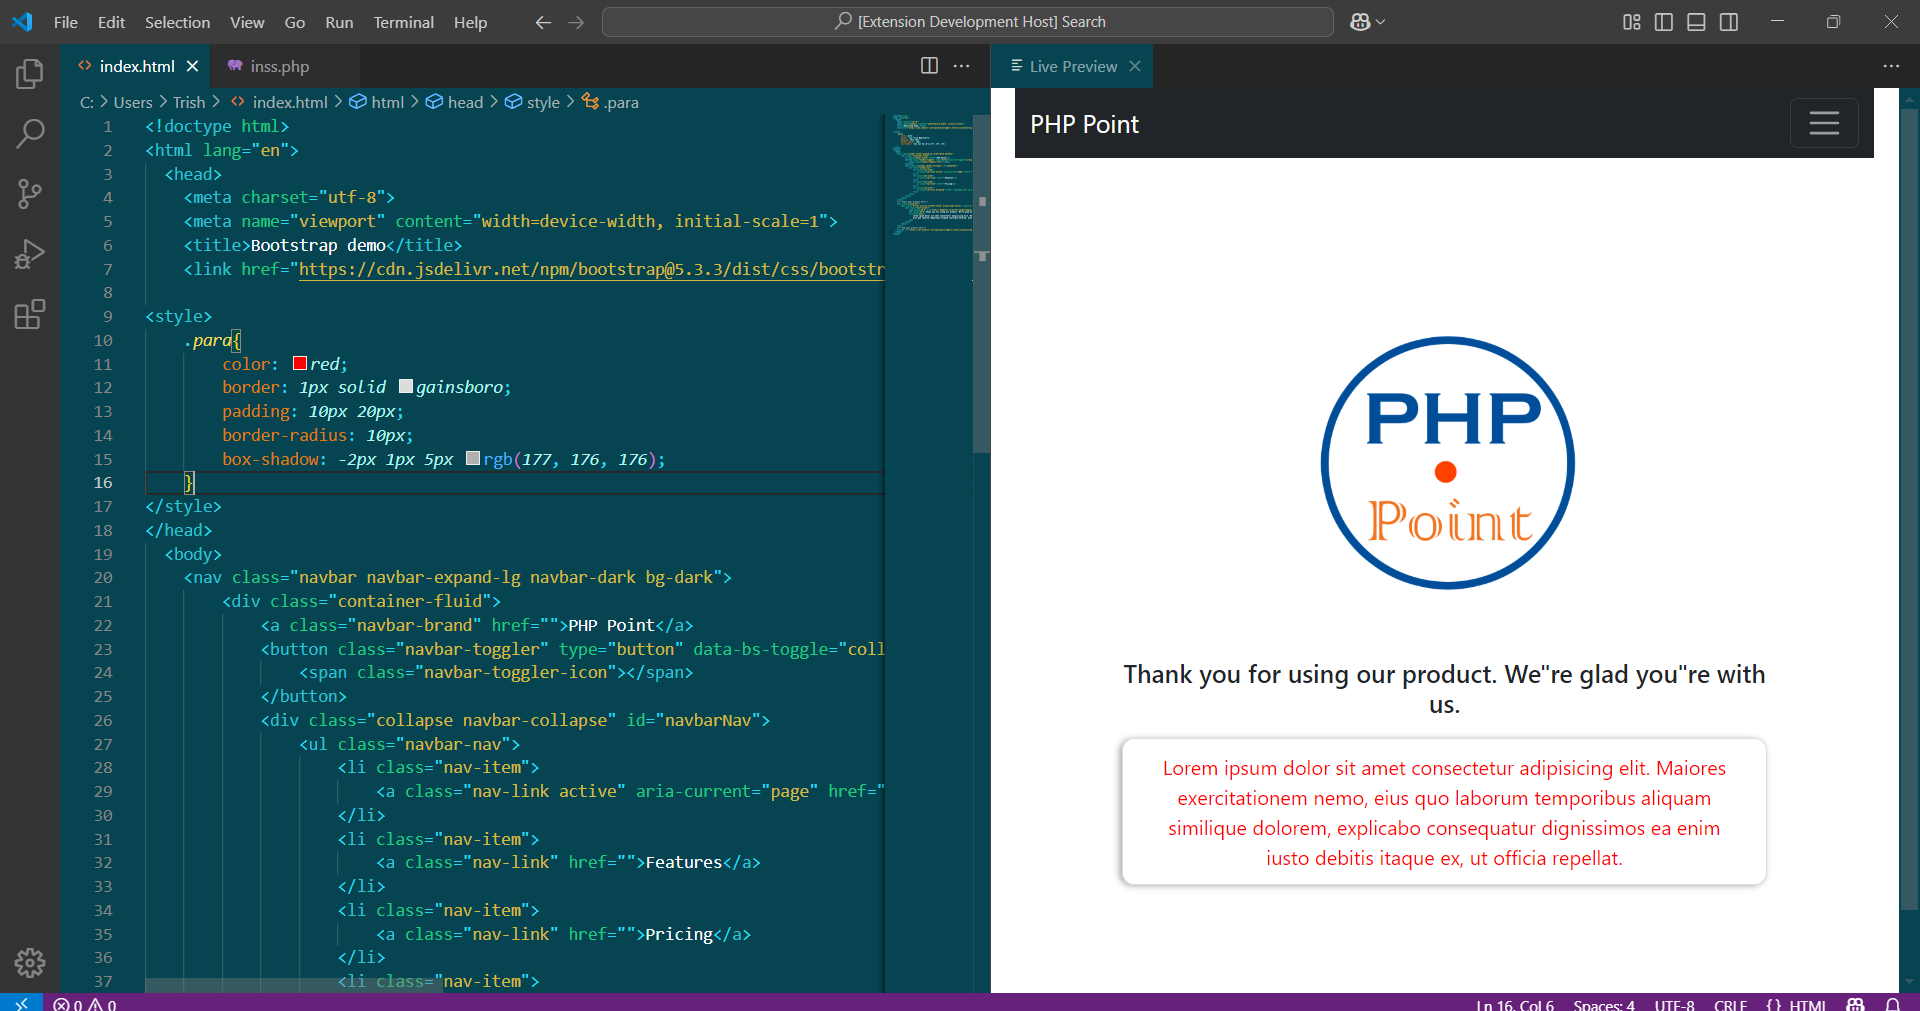 File Edit Selection View Go Run Terminal Help
[Extension Development Host] Search
index.html
inss.php
C: > Users > Trish > index.html > html > head > style > .para
1 <!doctype html>
2 <html lang="en">
3 <head>
4 <meta charset="utf-8">
5 <meta name="viewport" content="width=device-width, initial-scale=1">
6 <title>Bootstrap demo</title>
7 <link href="https://cdn.jsdelivr.net/npm/bootstrap@5.3.3/dist/css/bootstr
8
9 <style>
10 .para{
11 color: red;
12 border: 1px solid gainsboro;
13 padding: 10px 20px;
14 border-radius: 10px;
15 box-shadow: -2px 1px 5px rgb(177, 176, 176);
16 }
17 </style>
18 </head>
19 <body>
20 <nav class="navbar navbar-expand-lg navbar-dark bg-dark">
21 <div class="container-fluid">
22 <a class="navbar-brand" href="">PHP Point</a>
23 <button class="navbar-toggler" type="button" data-bs-toggle="coll
24 <span class="navbar-toggler-icon"></span>
25 </button>
26 <div class="collapse navbar-collapse" id="navbarNav">
27 <ul class="navbar-nav">
28 <li class="nav-item">
29 <a class="nav-link active" aria-current="page" href="
30 </li>
31 <li class="nav-item">
32 <a class="nav-link" href="">Features</a>
33 </li>
34 <li class="nav-item">
35 <a class="nav-link" href="">Pricing</a>
36 </li>
37 <li class="nav-item">
Live Preview
PHP Point
PHP
Point
Thank you for using our product. We"re glad you"re with
us.
Lorem ipsum dolor sit amet consectetur adipisicing elit. Maiores
exercitationem nemo, eius quo laborum temporibus aliquam
similique dolorem, explicabo consequatur dignissimos ea enim
iusto debitis itaque ex, ut officia repellat.
0 0
Ln 16, Col 6 Spaces: 4 UTF-8 CRLF {} HTML